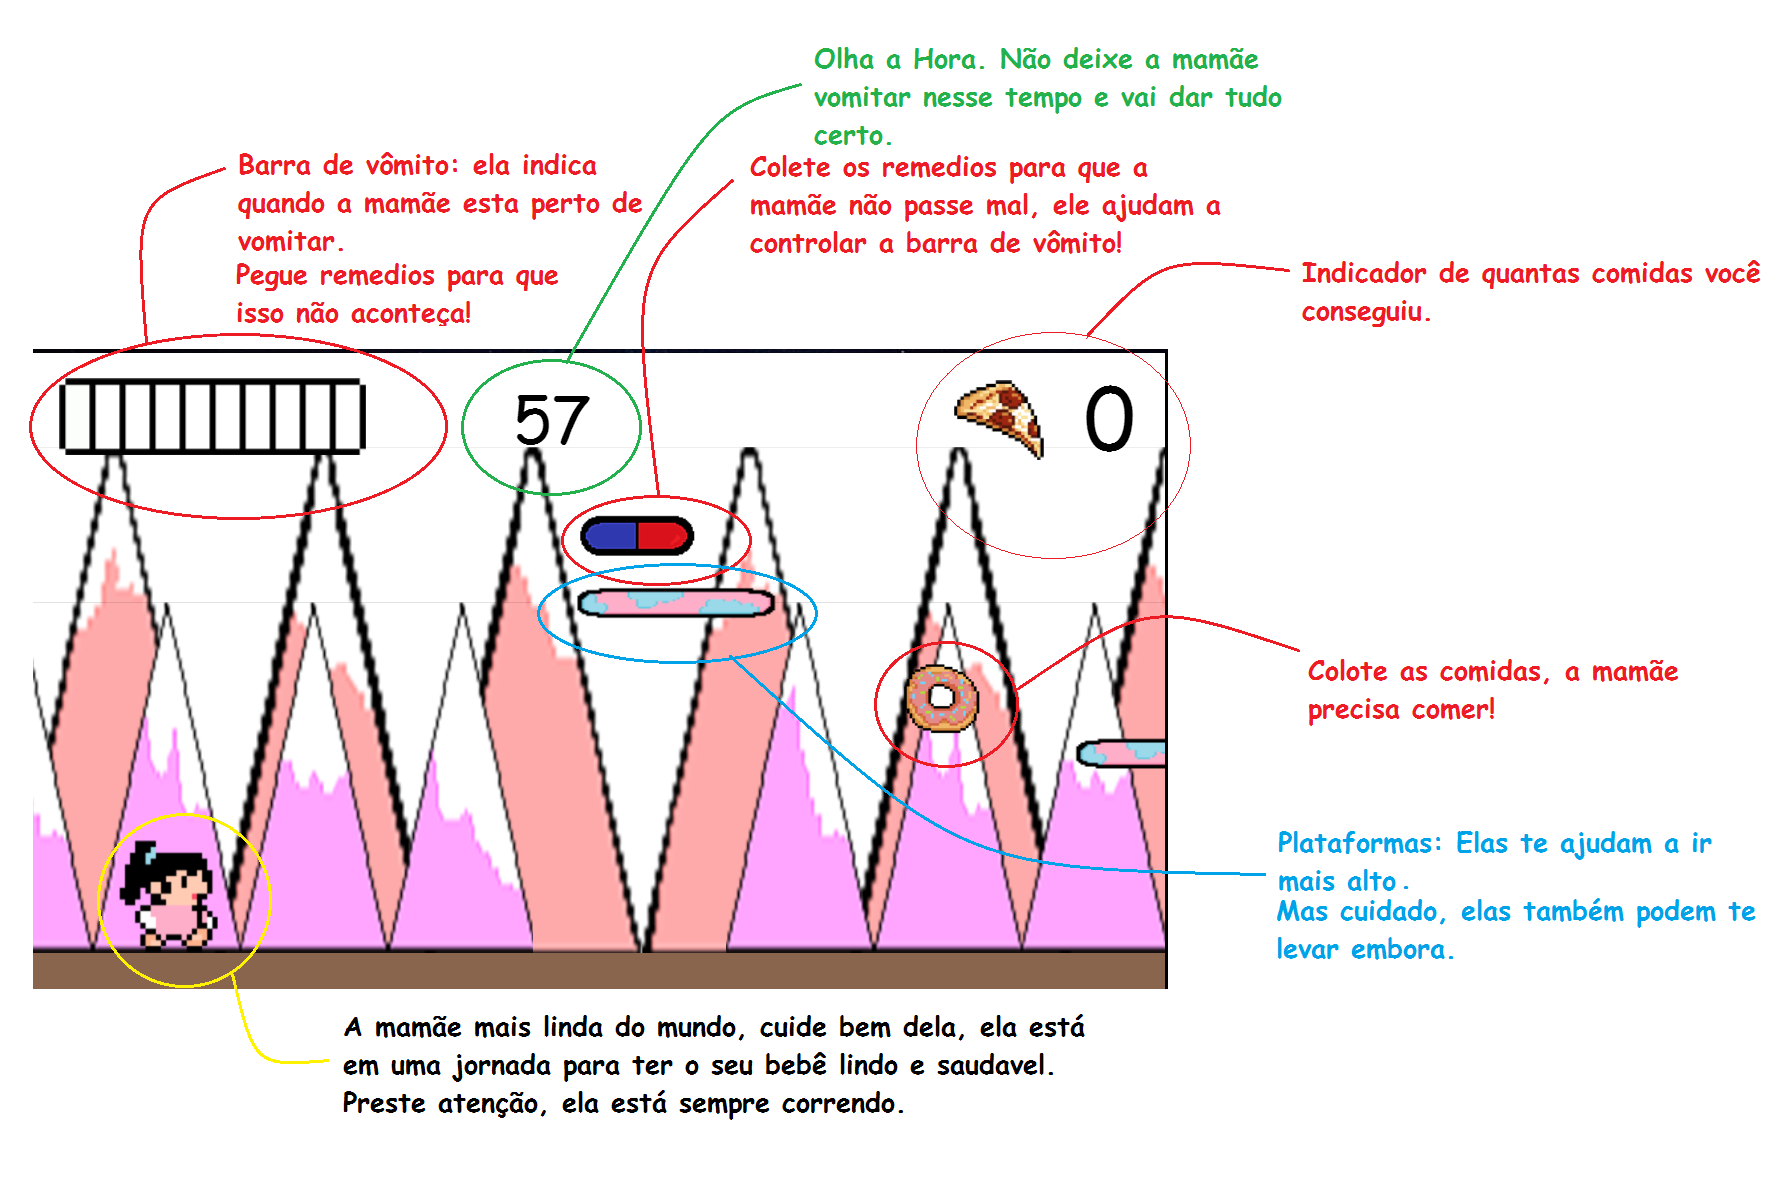 Olha a Hora. Não deixe a mamãe
vomitar nesse tempo e vai dar tudo
certo.
Barra de vômito: ela indica
quando a mamãe esta perto de
vomitar.
Pegue remedios para que
isso não aconteça!
Colete os remedios para que a
mamãe não passe mal, ele ajudam a
controlar a barra de vômito!
Indicador de quantas comidas você
conseguiu.
57
0
Colote as comidas, a mamãe
precisa comer!
Plataformas: Elas te ajudam a ir
mais alto.
Mas cuidado, elas também podem te
levar embora.
A mamãe mais linda do mundo, cuide bem dela, ela está
em uma jornada para ter o seu bebê lindo e saudavel.
Preste atenção, ela está sempre correndo.